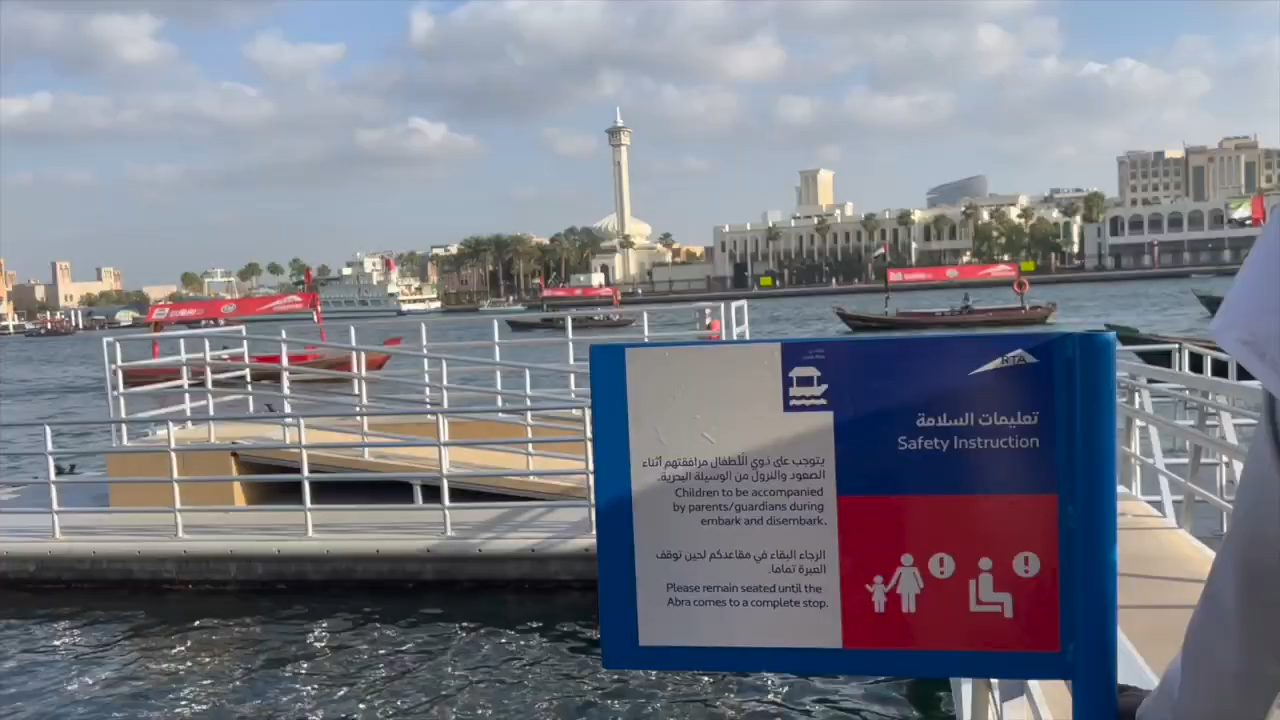 RTA
تعليمات السلامة
Safety Instruction
يتوجب على ذوي الأطفال مرافقتهم أثناء
الصعود والنزول من الوسيلة البحرية.
Children to be accompanied
by parents/guardians during
embark and disembark.
الرجاء البقاء في مقاعدكم لحين توقف
العبرة تماما.
Please remain seated until the
Abra comes to a complete stop.